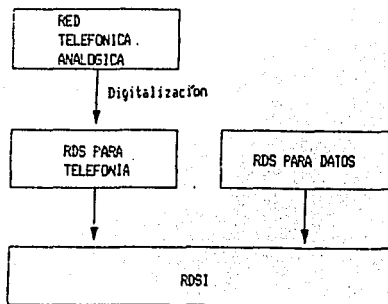 RED
TELEFONICA.
ANALOGICA
Digitalización
RDS PARA
TELEFONIA
RDS PARA DATOS
RDSI